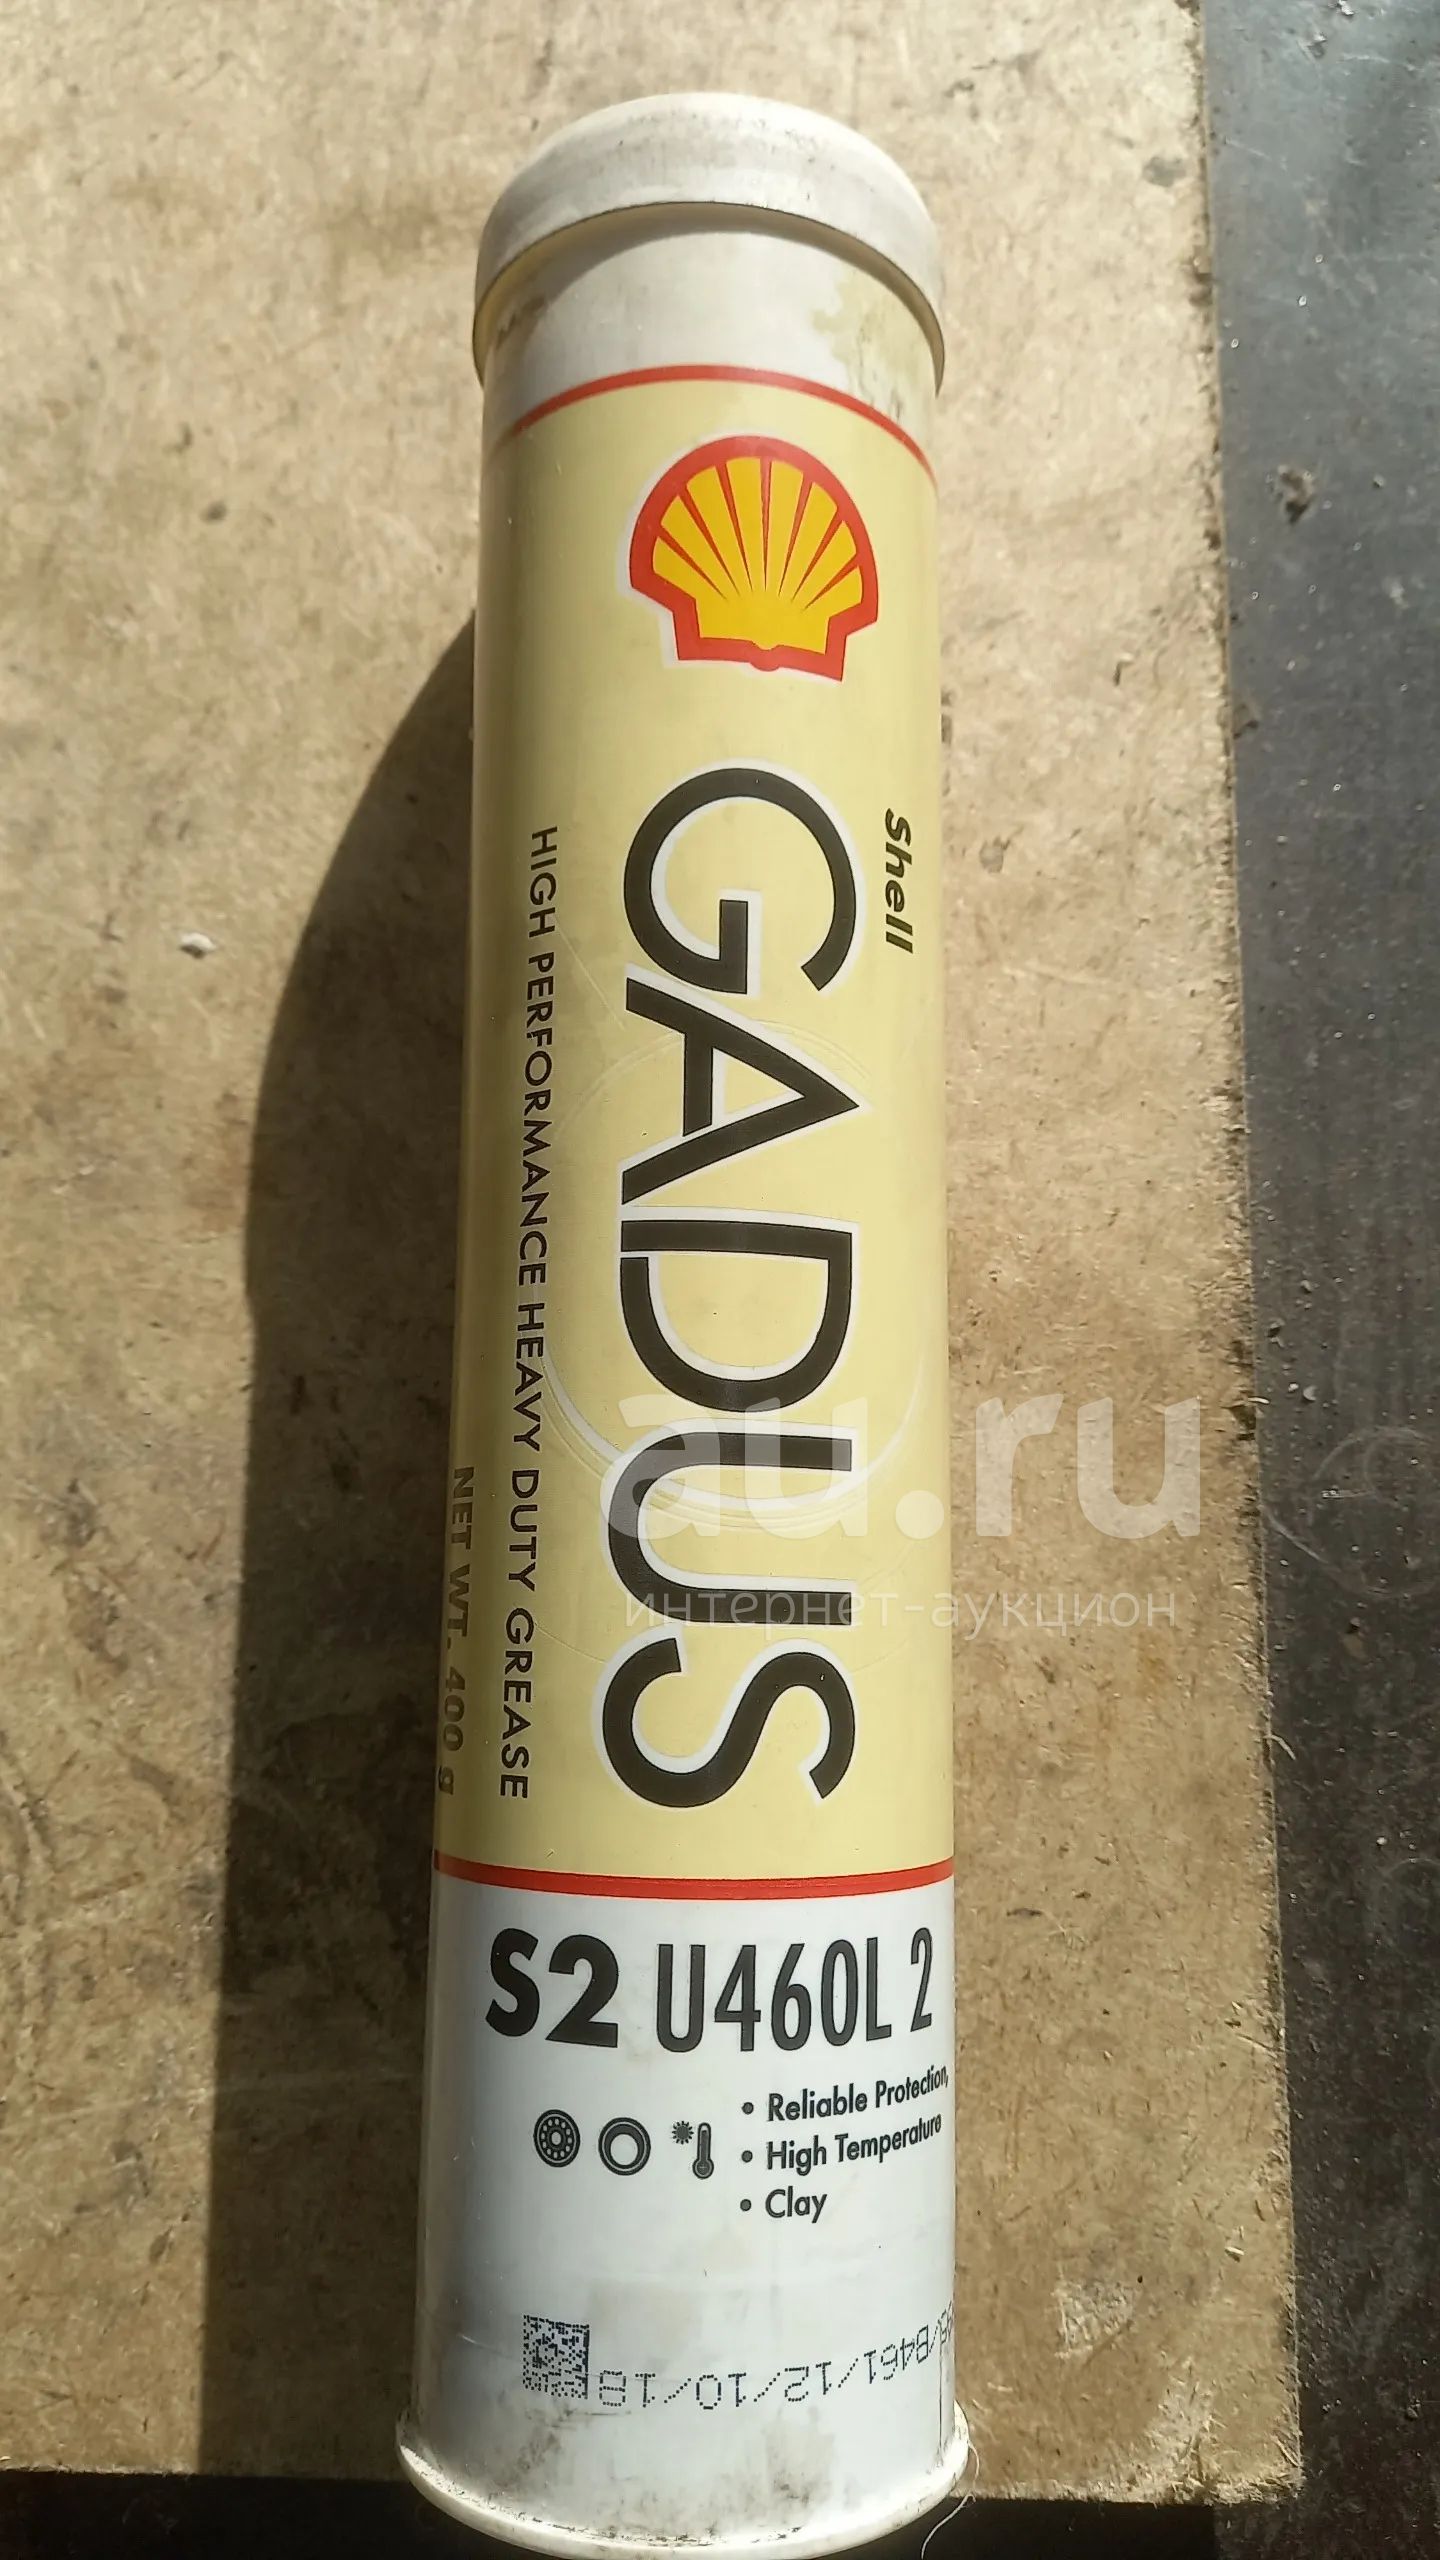 Shell
GADUS
HIGH PERFORMANCE HEAVY DUTY GREASE
NET WT. 400 g
au.ru
интернет-аукцион
S2 U460L 2
• Reliable Protection,
• High Temperature
• Clay
/B461/12/10/18